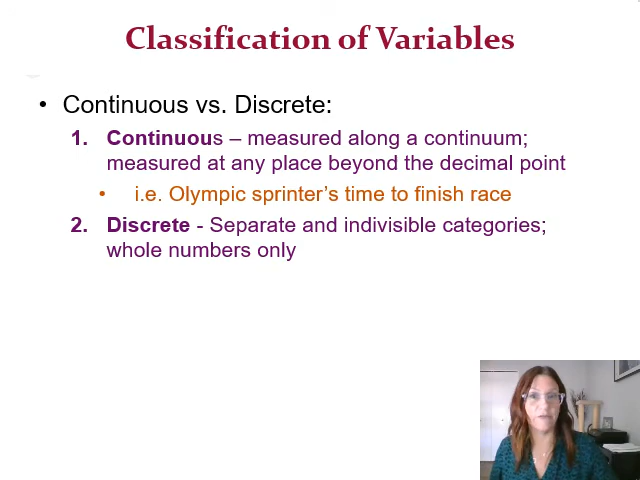 Classification of Variables
• Continuous vs. Discrete:
1. Continuous – measured along a continuum;
measured at any place beyond the decimal point
• i.e. Olympic sprinter's time to finish race
2. Discrete - Separate and indivisible categories;
whole numbers only